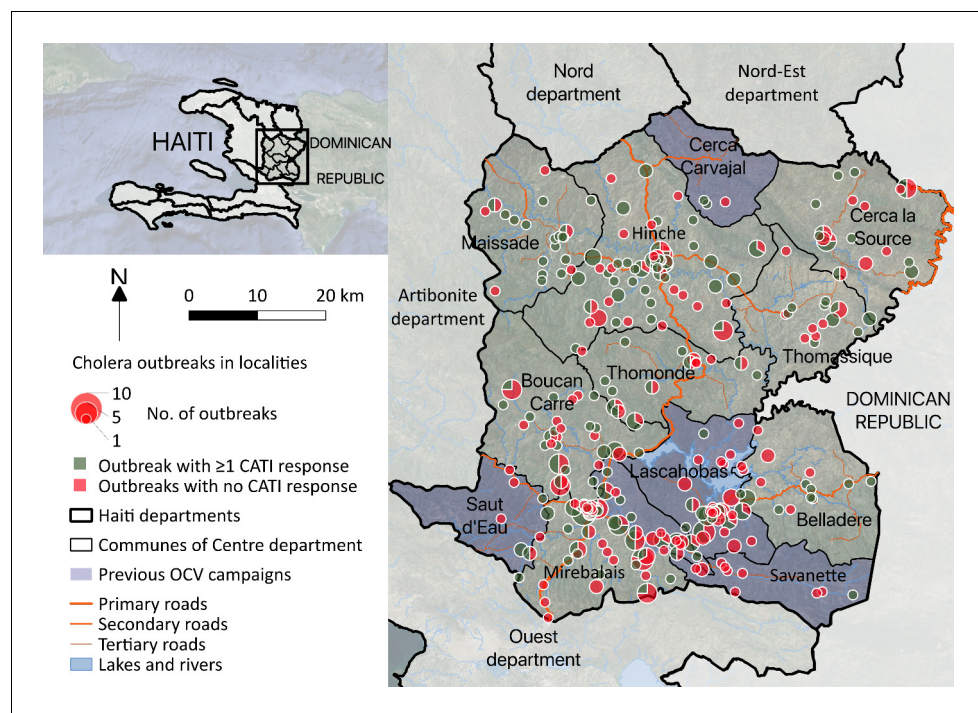 HAITI
DOMINICAN
REPUBLIC
N
0 10 20 km
Cholera outbreaks in localities
10
5
1
No. of outbreaks
Outbreak with ≥1 CATI response
Outbreaks with no CATI response
Haiti departments
Communes of Centre department
Previous OCV campaigns
Primary roads
Secondary roads
Tertiary roads
Lakes and rivers
Nord
department
Nord-Est
department
Cerca
Carvajal
Maissade
Hinche
Cerca la
Source
Artibonite
department
Thomassique
Thomonde
Boucan
Carre
DOMINICAN
REPUBLIC
Lascahobas
Saut
d'Eau
Belladere
Mirebalais
Savanette
Ouest
department